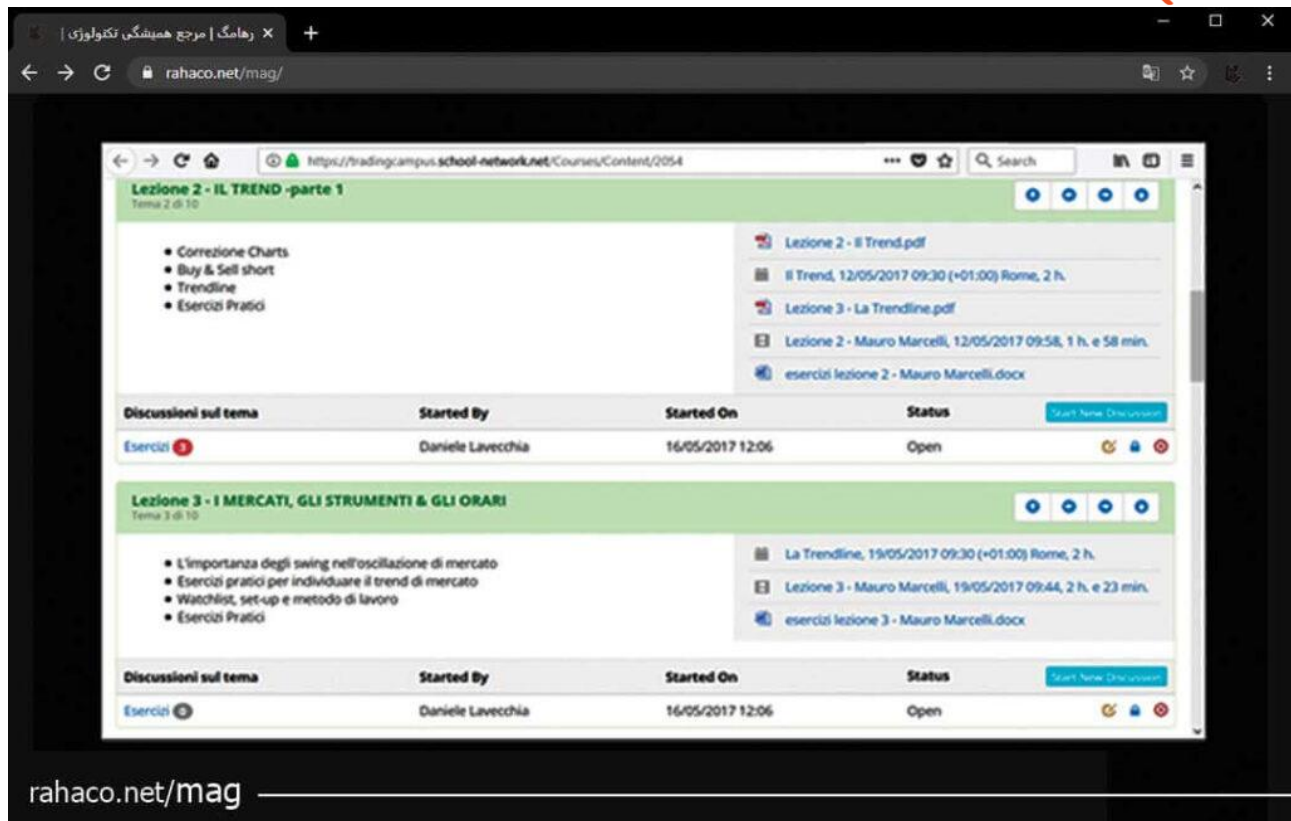 رهامگ | مرجع همیشگی تکنولوژی |
rahaco.net/mag/
https://tradingcampus.school-network.net/Courses/Content/2054
Search
Lezione 2 - IL TREND -parte 1
Tema 2 di 10
• Correzione Charts
• Buy & Sell short
• Trendline
• Esercizi Pratici
Lezione 2 - Il Trend.pdf
Il Trend, 12/05/2017 09:30 (+01:00) Rome, 2 h.
Lezione 3 - La Trendline.pdf
Lezione 2 - Mauro Marcelli, 12/05/2017 09:58, 1 h. e 58 min.
esercizi lezione 2 - Mauro Marcelli.docx
Discussioni sul tema Started By Started On Status Start New Discussion
Esercizi 3 Daniele Lavecchia 16/05/2017 12:06 Open
Lezione 3 - I MERCATI, GLI STRUMENTI & GLI ORARI
Tema 3 di 10
• L'importanza degli swing nell'oscillazione di mercato
• Esercizi pratici per individuare il trend di mercato
• Watchlist, set-up e metodo di lavoro
• Esercizi Pratici
La Trendline, 19/05/2017 09:30 (+01:00) Rome, 2 h.
Lezione 3 - Mauro Marcelli, 19/05/2017 09:44, 2 h. e 23 min.
esercizi lezione 3 - Mauro Marcelli.docx
Discussioni sul tema Started By Started On Status Start New Discussion
Esercizi 0 Daniele Lavecchia 16/05/2017 12:06 Open
rahaco.net/mag